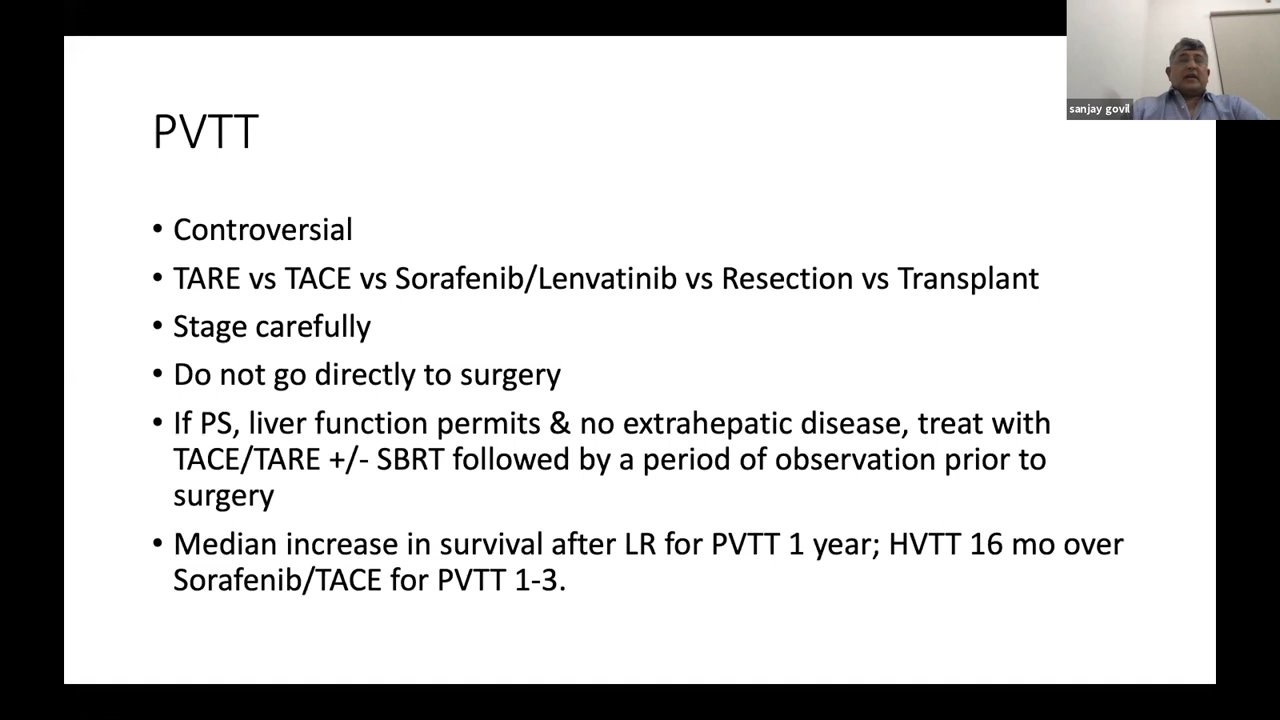 sanjay govil
PVTT
• Controversial
• TARE vs TACE vs Sorafenib/Lenvatinib vs Resection vs Transplant
• Stage carefully
• Do not go directly to surgery
• If PS, liver function permits & no extrahepatic disease, treat with
TACE/TARE +/- SBRT followed by a period of observation prior to
surgery
• Median increase in survival after LR for PVTT 1 year; HVTT 16 mo over
Sorafenib/TACE for PVTT 1-3.